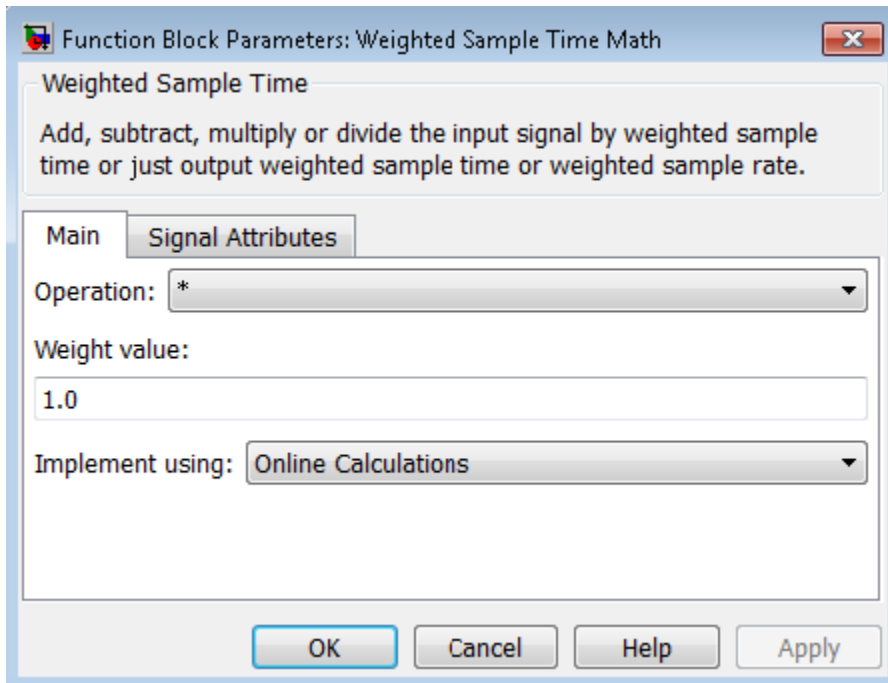 Function Block Parameters: Weighted Sample Time Math
Weighted Sample Time
Add, subtract, multiply or divide the input signal by weighted sample
time or just output weighted sample time or weighted sample rate.
Main
Signal Attributes
Operation: *
Weight value:
1.0
Implement using: Online Calculations
OK
Cancel
Help
Apply